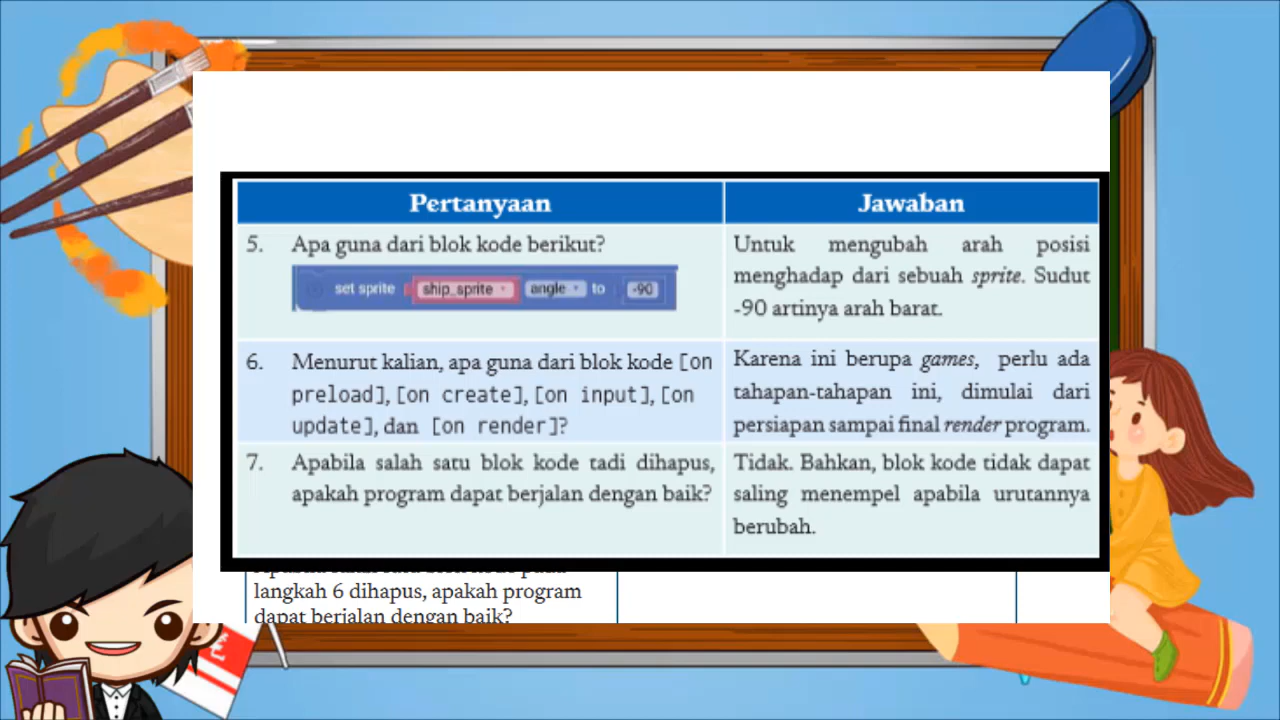 Pertanyaan
Jawaban
5. Apa guna dari blok kode berikut?
set sprite ship_sprite angle to -90
Untuk mengubah arah posisi
menghadap dari sebuah sprite. Sudut
-90 artinya arah barat.
6. Menurut kalian, apa guna dari blok kode [on
preload], [on create], [on input], [on
update], dan [on render]?
Karena ini berupa games, perlu ada
tahapan-tahapan ini, dimulai dari
persiapan sampai final render program.
7. Apabila salah satu blok kode tadi dihapus,
apakah program dapat berjalan dengan baik?
Tidak. Bahkan, blok kode tidak dapat
saling menempel apabila urutannya
berubah.
langkah 6 dihapus, apakah program
dapat berjalan dengan baik?